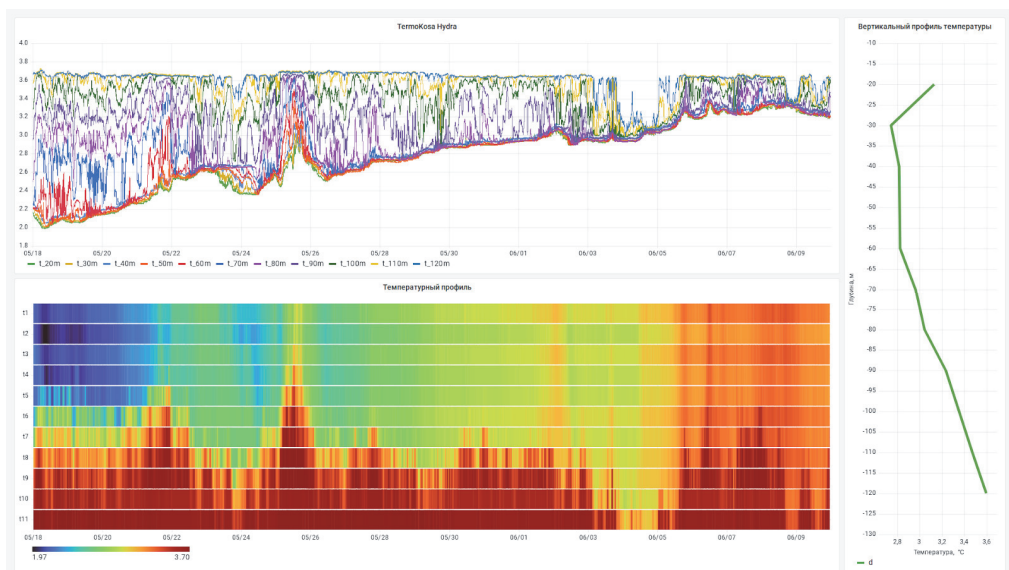 TermoKosa Hydra
4.0
3.8
3.6
3.4
3.2
3.0
2.8
2.6
2.4
2.2
2.0
1.8
05/18 05/20 05/22 05/24 05/26 05/28 05/30 06/01 06/03 06/05 06/07 06/09
t_20m t_30m t_40m t_50m t_60m t_70m t_80m t_90m t_100m t_110m t_120m
Температурный профиль
t1
t2
t3
t4
t5
t6
t7
t8
t9
t10
t11
05/18 05/20 05/22 05/24 05/26 05/28 05/30 06/01 06/03 06/05 06/07 06/09
1.97 3.70
Вертикальный профиль температуры
-10
-15
-20
-25
-30
-35
-40
-45
-50
-55
-60
-65
-70
-75
-80
-85
-90
-95
-100
-105
-110
-115
-120
-125
-130
Глубина, м
2,8 3 3,2 3,4 3,6
Температура, °C
d